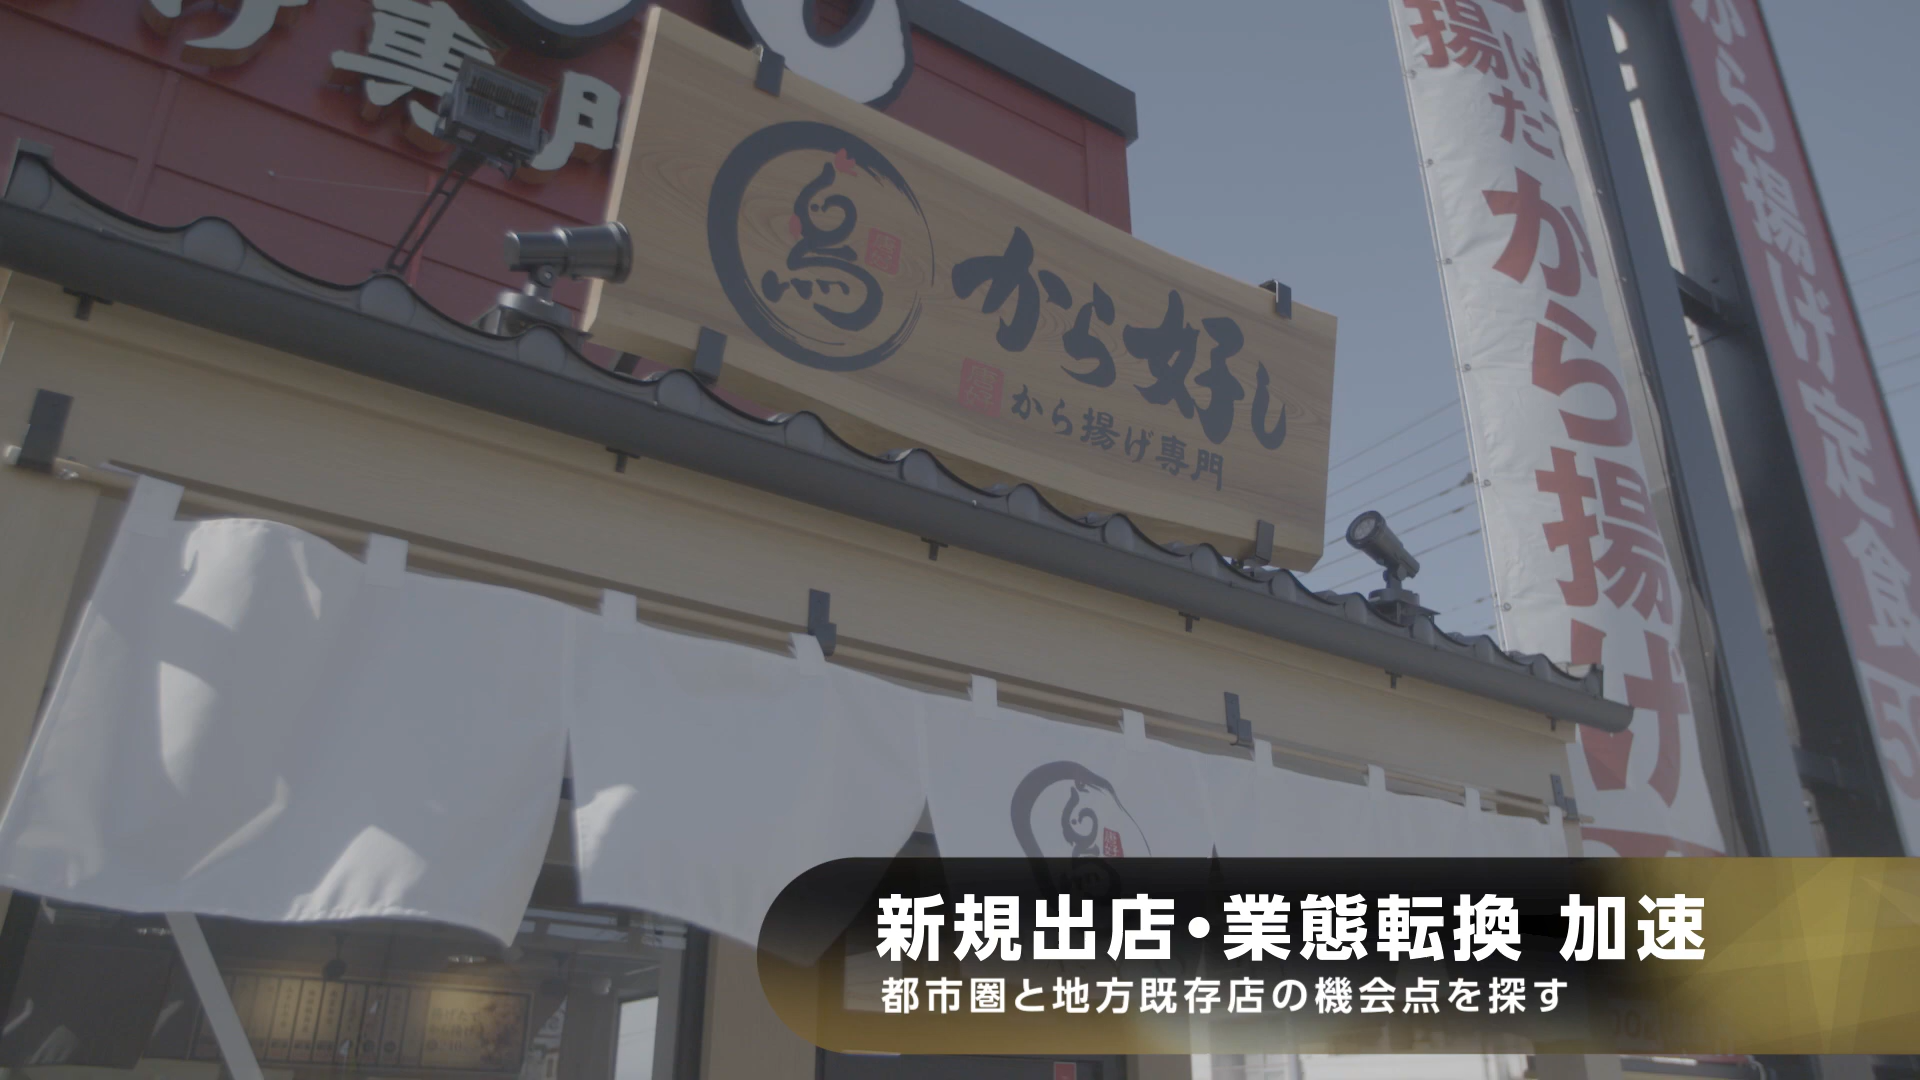 げ専門
鳥
から好し
から揚げ専門
揚げた
から揚げ
から揚げ定食
新規出店・業態転換 加速
都市圏と地方既存店の機会点を探す